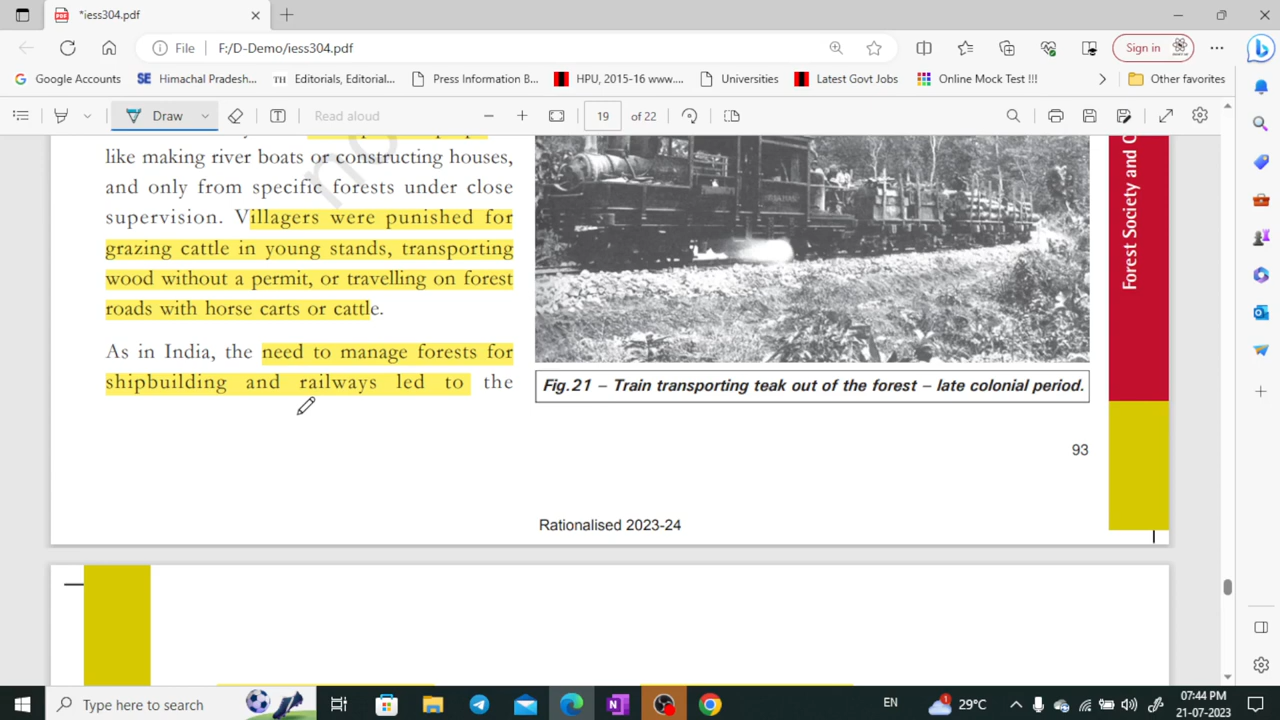 *iess304.pdf
File
F:/D-Demo/iess304.pdf
Sign in
Google Accounts
SE Himachal Pradesh...
TH Editorials, Editorial...
Press Information B...
HPU, 2015-16 www....
Universities
Latest Govt Jobs
Online Mock Test !!!
Other favorites
Draw
Read aloud
19 of 22
like making river boats or constructing houses,
and only from specific forests under close
supervision. Villagers were punished for
grazing cattle in young stands, transporting
wood without a permit, or travelling on forest
roads with horse carts or cattle.
As in India, the need to manage forests for
shipbuilding and railways led to the
Fig.21 – Train transporting teak out of the forest – late colonial period.
Forest Society and
93
Rationalised 2023-24
Type here to search
EN
29°C
07:44 PM
21-07-2023